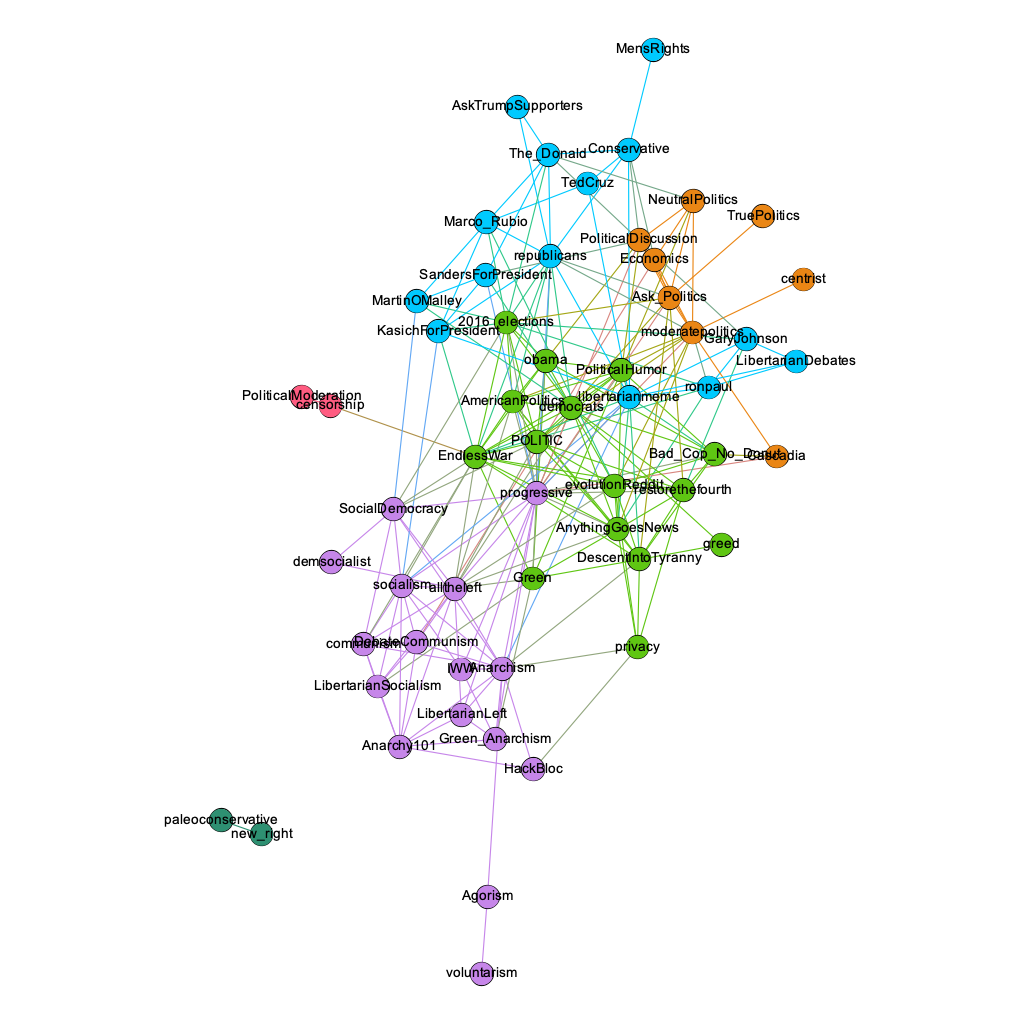 MensRights
AskTrumpSupporters
Conservative
The_Donald
TedCruz
NeutralPolitics
TruePolitics
Marco_Rubio
PoliticalDiscussion
republicans
Economics
SandersForPresident
centrist
Ask_Politics
MartinOMalley
2016_elections
KasichForPresident
moderatepolitics
GaryJohnson
obama
LibertarianDebates
PoliticalHumor
ronpaul
PoliticalModeration
libertarianmeme
AmericanPolitics
censorship
democrats
POLITIC
Bad_Cop_No_Donut
Cascadia
EndlessWar
evolutionReddit
restorethefourth
progressive
SocialDemocracy
AnythingGoesNews
greed
DescentIntoTyranny
demsocialist
Green
socialism
alltheleft
communism
DebateCommunism
privacy
IWW
Anarchism
LibertarianSocialism
LibertarianLeft
Green_Anarchism
Anarchy101
HackBloc
paleoconservative
new_right
Agorism
voluntarism